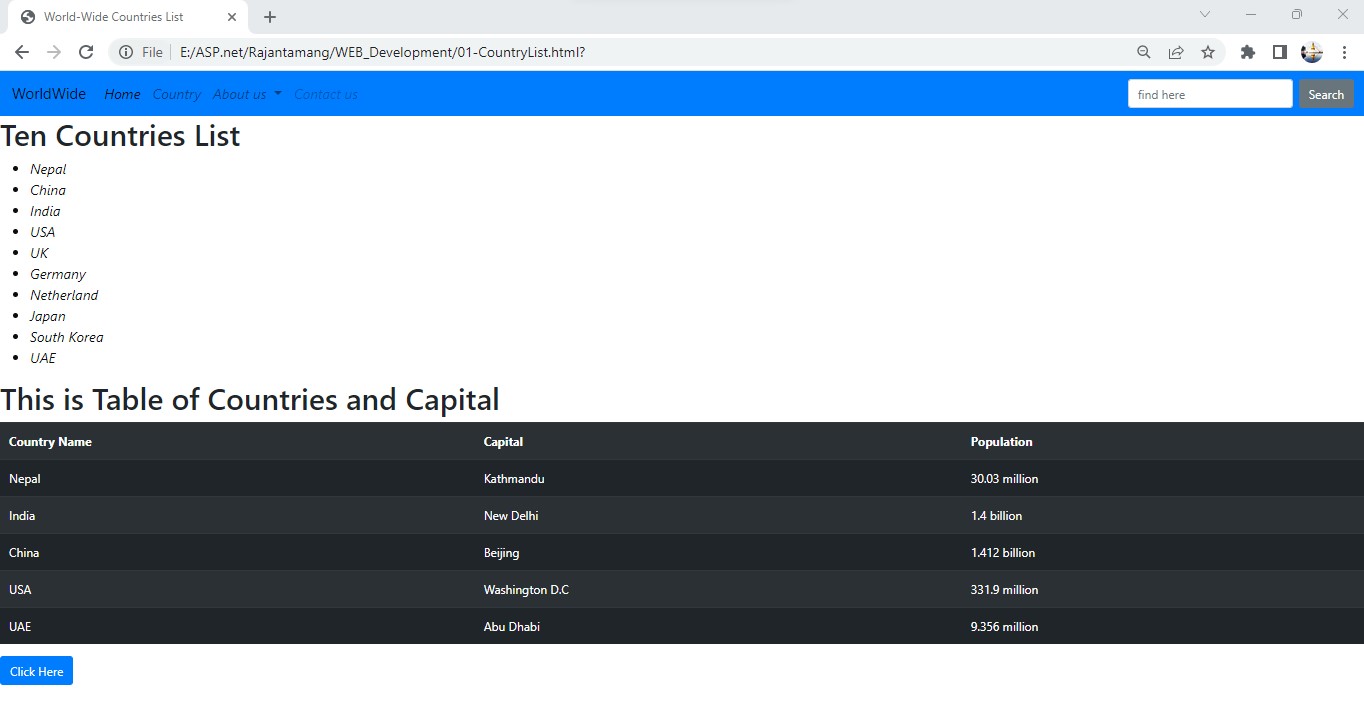 World-Wide Countries List
File E:/ASP.net/Rajantamang/WEB_Development/01-CountryList.html?
WorldWide Home Country About us Contact us find here Search
Ten Countries List
Nepal
China
India
USA
UK
Germany
Netherland
Japan
South Korea
UAE
This is Table of Countries and Capital
Country Name Capital Population
Nepal Kathmandu 30.03 million
India New Delhi 1.4 billion
China Beijing 1.412 billion
USA Washington D.C 331.9 million
UAE Abu Dhabi 9.356 million
Click Here